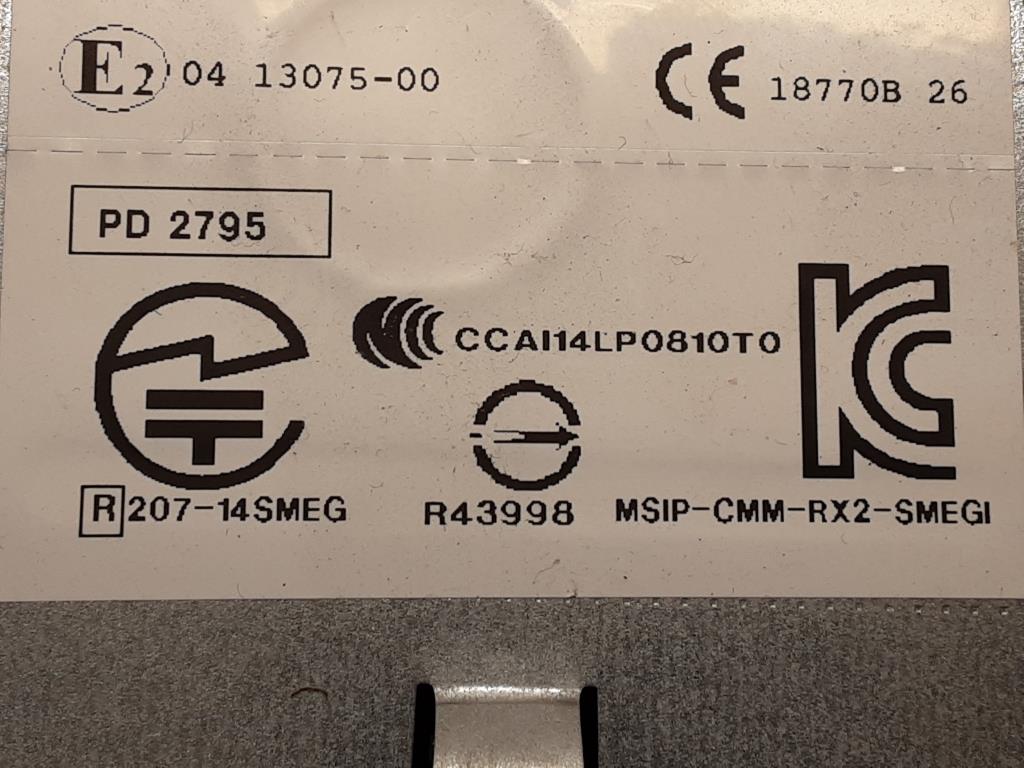 E2 04 13075-00
CE 18770B 26
PD 2795
CCAI14LP0810T0
R 207-14SMEG
R43998
MSIP-CMM-RX2-SMEGI